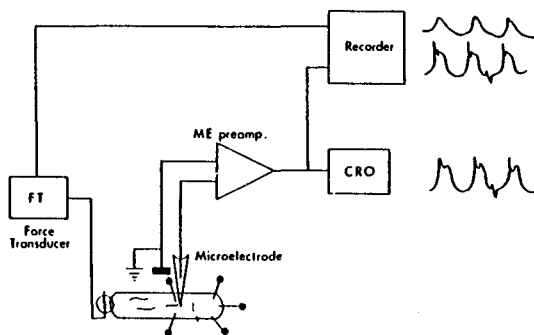 Recorder
ME preamp.
CRO
FT
Force
Transducer
Microelectrode